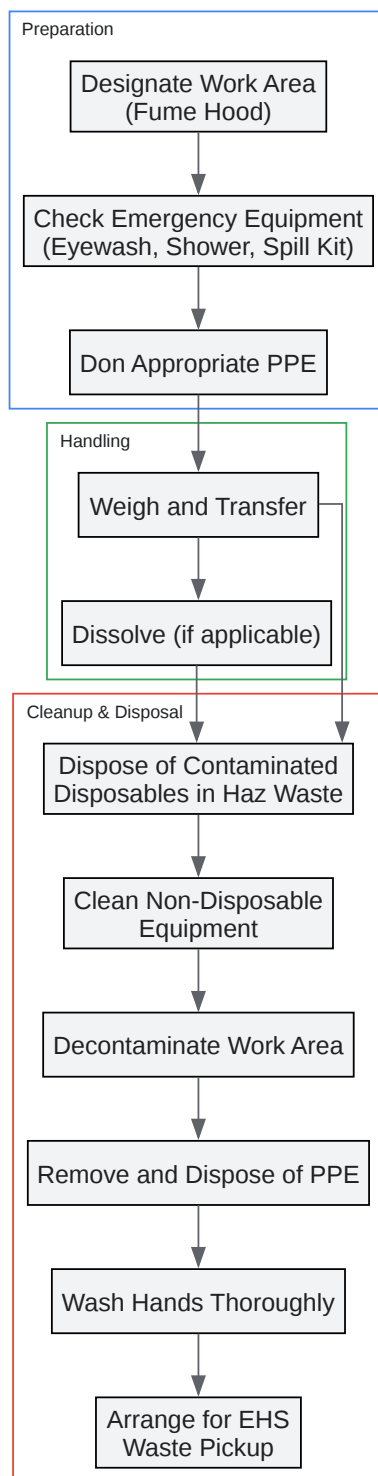 Preparation
Designate Work Area
(Fume Hood)
Check Emergency Equipment
(Eyewash, Shower, Spill Kit)
Don Appropriate PPE
Handling
Weigh and Transfer
Dissolve (if applicable)
Cleanup & Disposal
Dispose of Contaminated
Disposables in Haz Waste
Clean Non-Disposable
Equipment
Decontaminate Work Area
Remove and Dispose of PPE
Wash Hands Thoroughly
Arrange for EHS
Waste Pickup